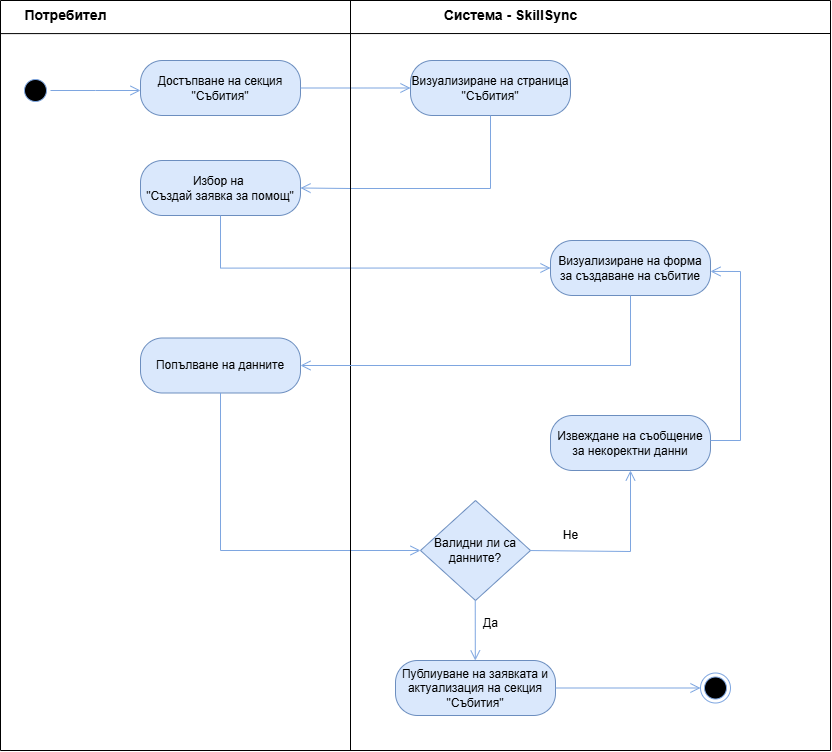 Потребител
Система - SkillSync
Достъпване на секция
"Събития"
Визуализиране на страница
"Събития"
Избор на
"Създай заявка за помощ"
Визуализиране на форма
за създаване на събитие
Попълване на данните
Извеждане на съобщение
за некоректни данни
Валидни ли са
данните?
Не
Да
Публиуване на заявката и
актуализация на секция
"Събития"